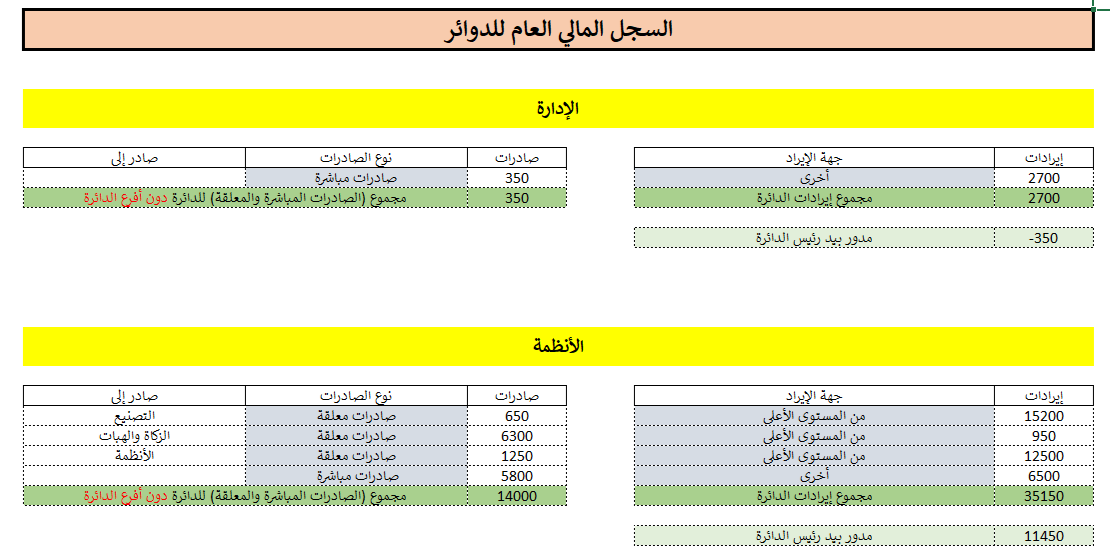 السجل المالي العام للدوائر
الإدارة
إيرادات جهة الإيراد صادرات نوع الصادرات صادر إلى
2700 أخرى 350 صادرات مباشرة
2700 مجموع إيرادات الدائرة 350 مجموع (الصادرات المباشرة والمعلقة) للدائرة دون أفرع الدائرة
-350 مدور بيد رئيس الدائرة
الأنظمة
إيرادات جهة الإيراد صادرات نوع الصادرات صادر إلى
15200 من المستوى الأعلى 650 صادرات معلقة التصنيع
950 من المستوى الأعلى 6300 صادرات معلقة الزكاة والهبات
12500 من المستوى الأعلى 1250 صادرات معلقة الأنظمة
6500 أخرى 5800 صادرات مباشرة
35150 مجموع إيرادات الدائرة 14000 مجموع (الصادرات المباشرة والمعلقة) للدائرة دون أفرع الدائرة
11450 مدور بيد رئيس الدائرة